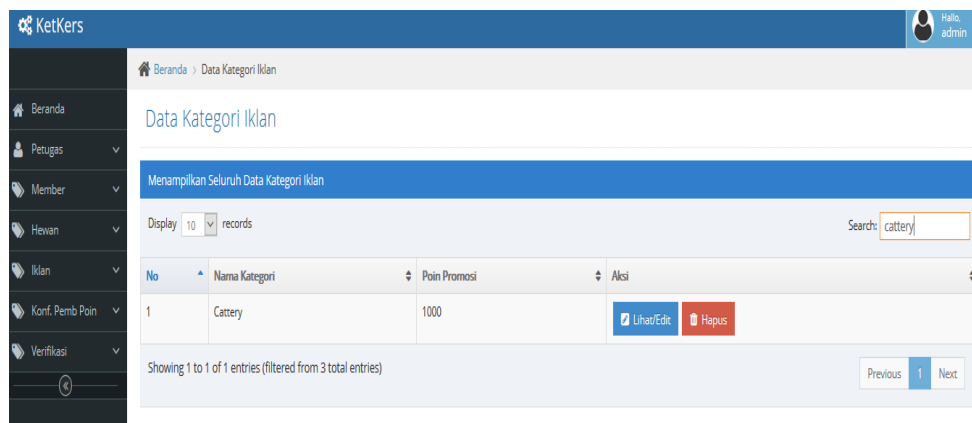 KetKers
Hallo,
admin
Beranda > Data Kategori Iklan
Beranda
Petugas
Member
Hewan
Iklan
Konf. Pemb Poin
Verifikasi
Data Kategori Iklan
Menampilkan Seluruh Data Kategori Iklan
Display 10 records
Search: cattery
No Nama Kategori Poin Promosi Aksi
1 Cattery 1000 Lihat/Edit Hapus
Showing 1 to 1 of 1 entries (filtered from 3 total entries)
Previous 1 Next